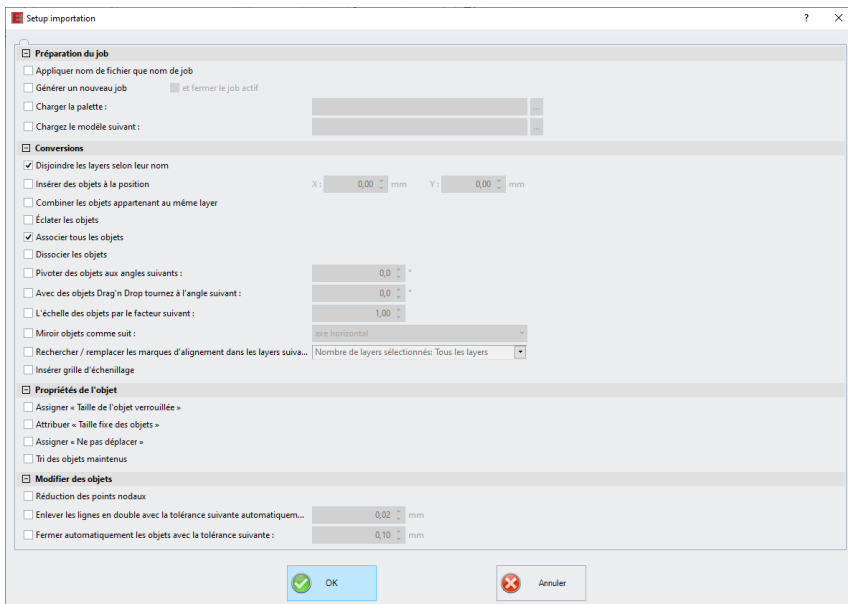 Setup importation
Préparation du job
Appliquer nom de fichier que nom de job
Générer un nouveau job et fermer le job actif
Charger la palette : ...
Chargez le modèle suivant : ...
Conversions
Disjoindre les layers selon leur nom
Insérer des objets à la position X : 0,00 mm Y : 0,00 mm
Combiner les objets appartenant au même layer
Éclater les objets
Associer tous les objets
Dissocier les objets
Pivoter des objets aux angles suivants : 0,0 °
Avec des objets Drag'n Drop tournez à l'angle suivant : 0,0 °
L'échelle des objets par le facteur suivant : 1,00
Miroir objets comme suit : axe horizontal
Rechercher / remplacer les marques d'alignement dans les layers suiva... Nombre de layers sélectionnés: Tous les layers
Insérer grille d'échenillage
Propriétés de l'objet
Assigner « Taille de l'objet verrouillée »
Attribuer « Taille fixe des objets »
Assigner « Ne pas déplacer »
Tri des objets maintenus
Modifier des objets
Réduction des points nodaux
Enlever les lignes en double avec la tolérance suivante automatiquem... 0,02 mm
Fermer automatiquement les objets avec la tolérance suivante : 0,10 mm
OK Annuler